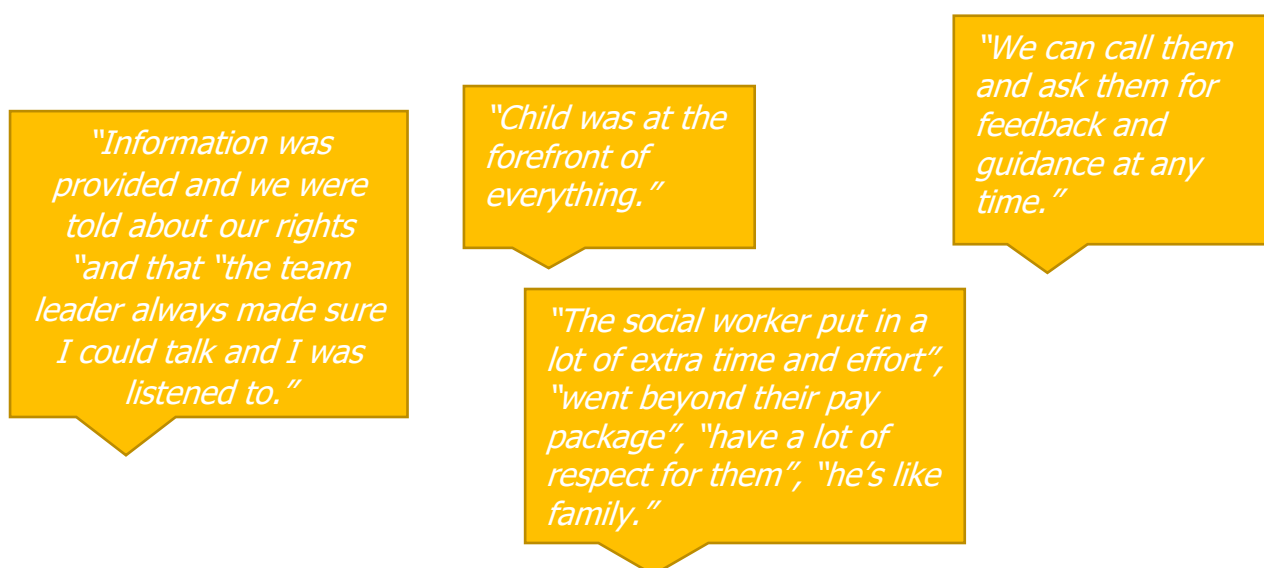 “Information was
provided and we were
told about our rights
“and that “the team
leader always made sure
I could talk and I was
listened to.”
“Child was at the
forefront of
everything.”
“We can call them
and ask them for
feedback and
guidance at any
time.”
“The social worker put in a
lot of extra time and effort”,
“went beyond their pay
package”, “have a lot of
respect for them”, “he’s like
family.”